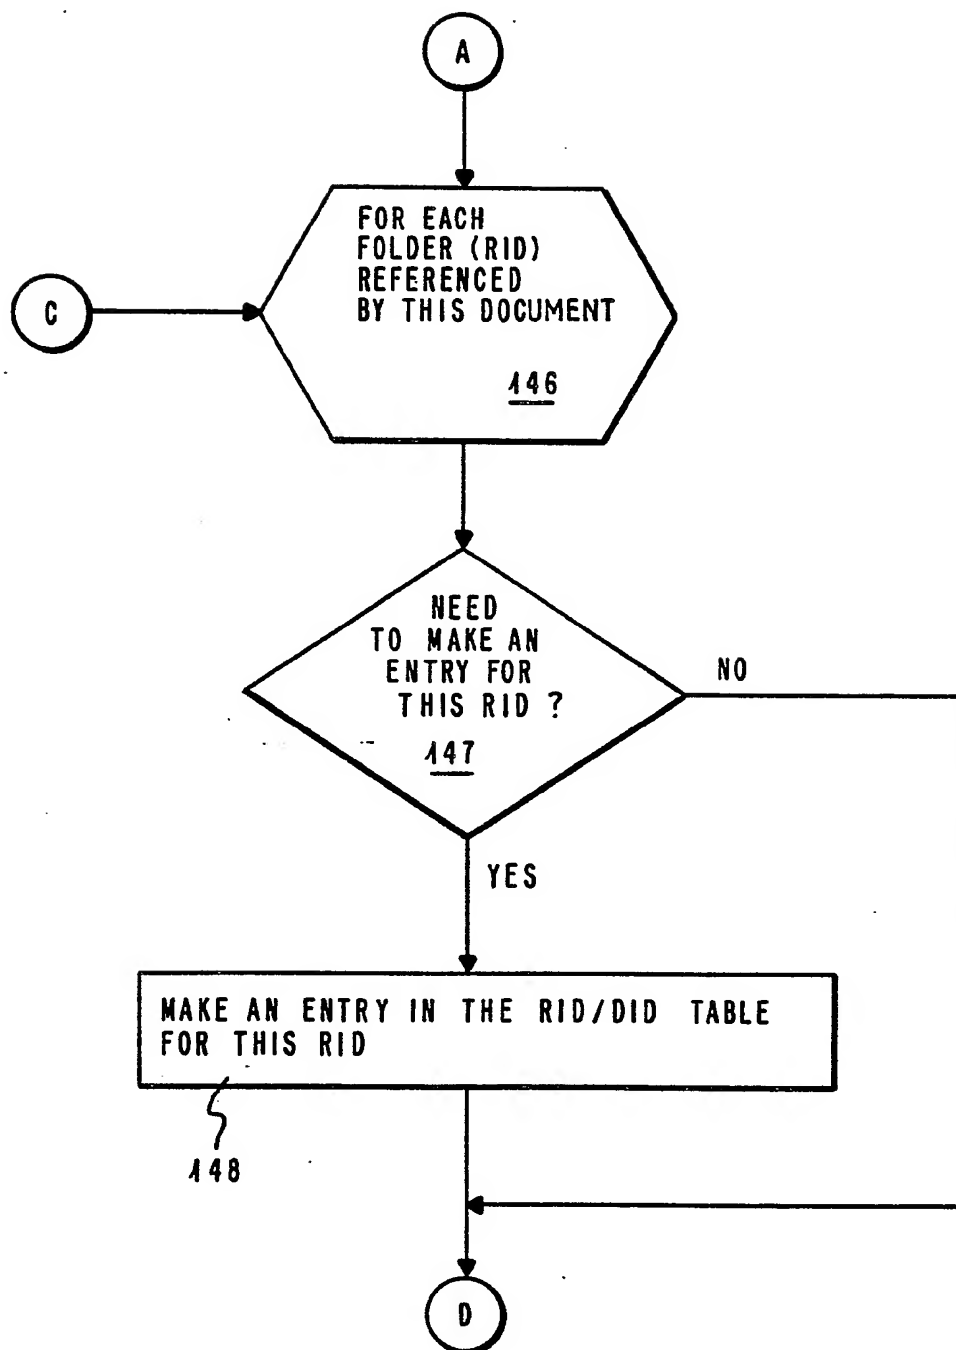 A
FOR EACH
FOLDER (RID)
REFERENCED
BY THIS DOCUMENT
C
146
NEED
TO MAKE AN
ENTRY FOR
THIS RID ?
147
NO
YES
MAKE AN ENTRY IN THE RID/DID TABLE
FOR THIS RID
148
D